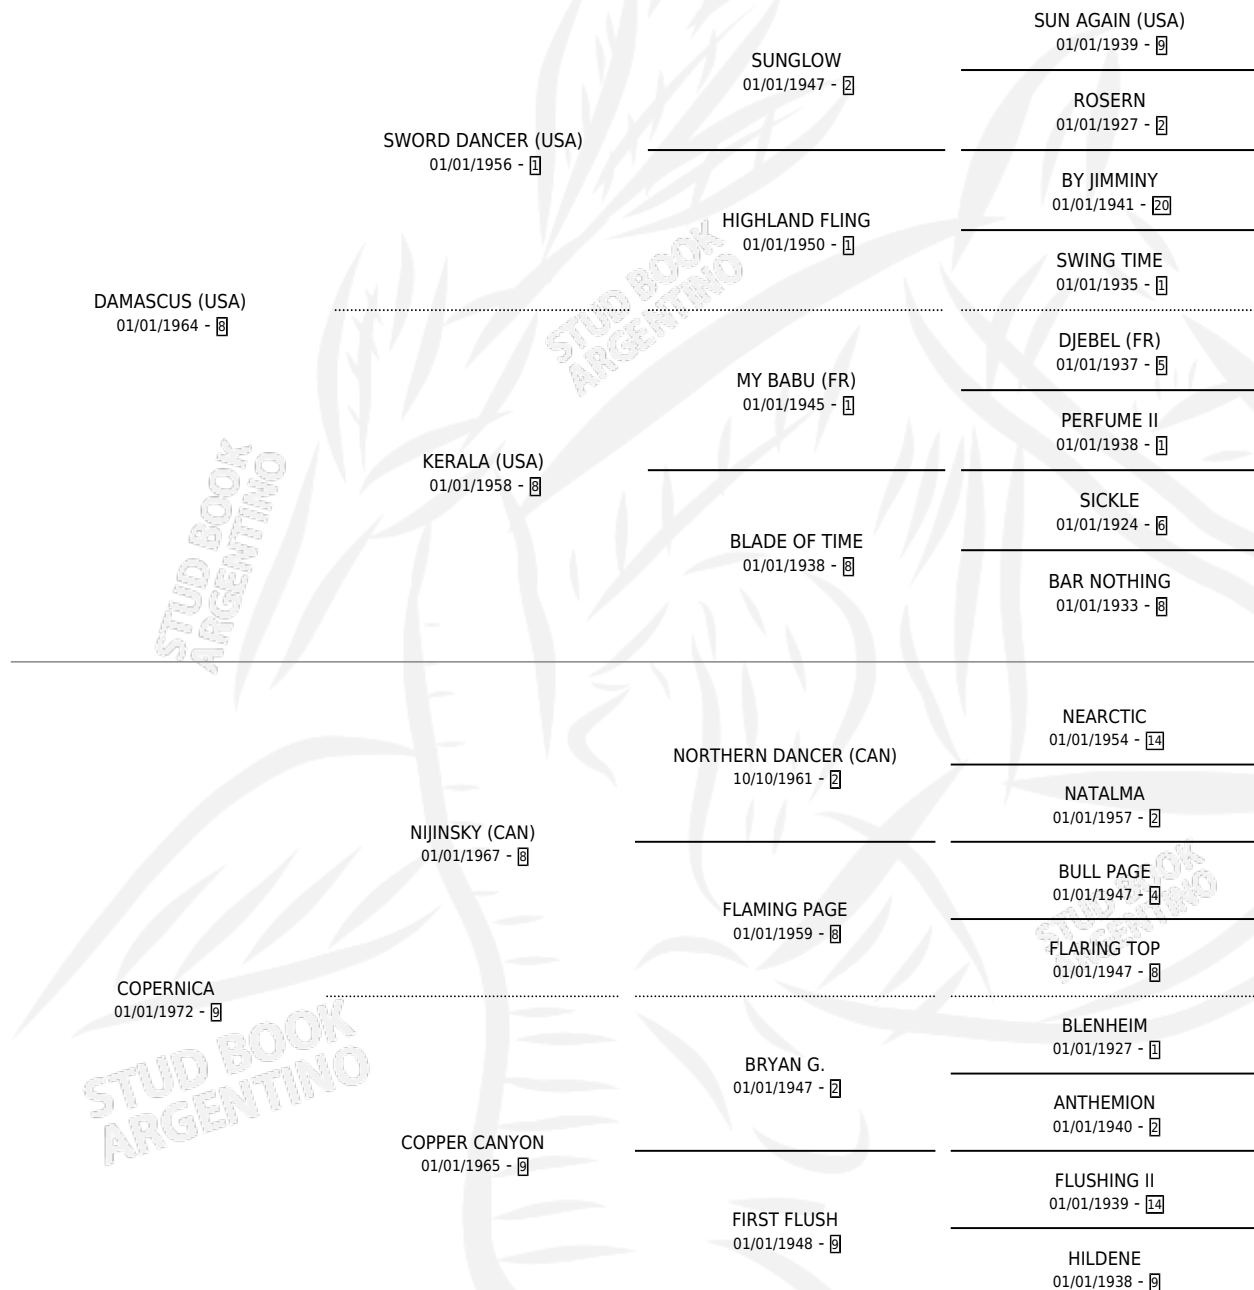 SUN AGAIN (USA)
01/01/1939 - 9
SUNGLOW
01/01/1947 - 2
ROSERN
01/01/1927 - 2
SWORD DANCER (USA)
01/01/1956 - 1
BY JIMMINY
01/01/1941 - 20
HIGHLAND FLING
01/01/1950 - 1
SWING TIME
01/01/1935 - 1
DAMASCUS (USA)
01/01/1964 - 8
DJEBEL (FR)
01/01/1937 - 5
MY BABU (FR)
01/01/1945 - 1
PERFUME II
01/01/1938 - 1
KERALA (USA)
01/01/1958 - 8
SICKLE
01/01/1924 - 6
BLADE OF TIME
01/01/1938 - 8
BAR NOTHING
01/01/1933 - 8
STUD BOOK
ARGENTINO
STUD BOOK
ARGENTINO
NEARCTIC
01/01/1954 - 14
NORTHERN DANCER (CAN)
10/10/1961 - 2
NATALMA
01/01/1957 - 2
NIJINSKY (CAN)
01/01/1967 - 8
BULL PAGE
01/01/1947 - 4
FLAMING PAGE
01/01/1959 - 8
FLARING TOP
01/01/1947 - 8
COPERNICA
01/01/1972 - 9
BLENHEIM
01/01/1927 - 1
BRYAN G.
01/01/1947 - 2
ANTHEMION
01/01/1940 - 2
COPPER CANYON
01/01/1965 - 9
FLUSHING II
01/01/1939 - 14
FIRST FLUSH
01/01/1948 - 9
HILDENE
01/01/1938 - 9
STUD BOOK
ARGENTINO
STUD BOOK
ARGENTINO